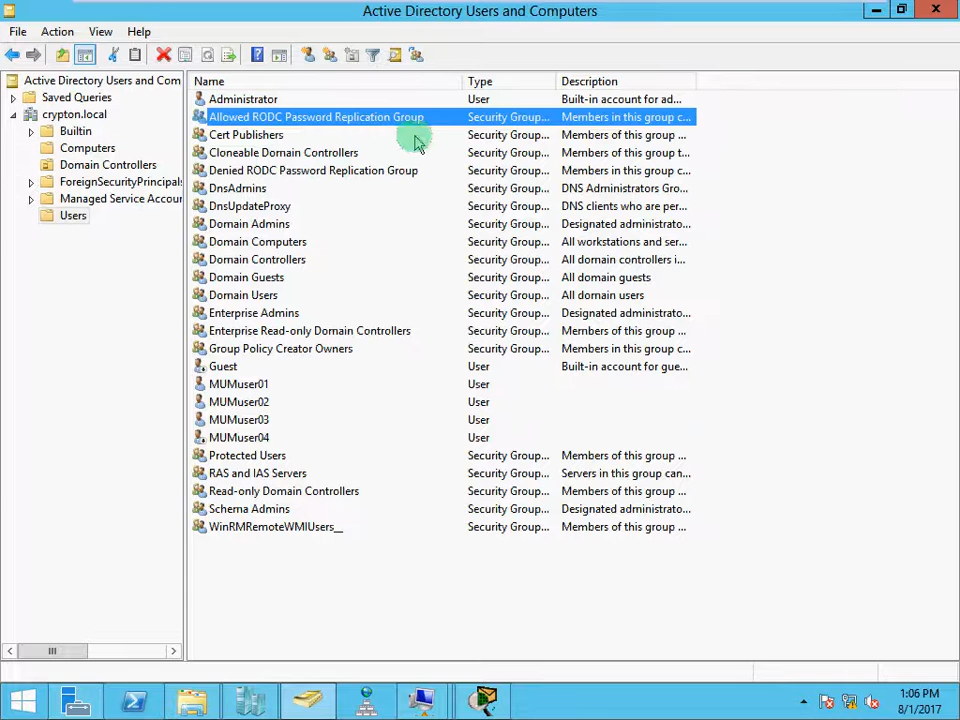 Active Directory Users and Computers
File Action View Help
Active Directory Users and Com
Saved Queries
crypton.local
Builtin
Computers
Domain Controllers
ForeignSecurityPrincipals
Managed Service Accou
Users
Name Type Description
Administrator User Built-in account for ad...
Allowed RODC Password Replication Group Security Group... Members in this group c...
Cert Publishers Security Group... Members of this group ...
Cloneable Domain Controllers Security Group... Members of this group t...
Denied RODC Password Replication Group Security Group... Members in this group c...
DnsAdmins Security Group... DNS Administrators Gro...
DnsUpdateProxy Security Group... DNS clients who are per...
Domain Admins Security Group... Designated administrato...
Domain Computers Security Group... All workstations and ser...
Domain Controllers Security Group... All domain controllers i...
Domain Guests Security Group... All domain guests
Domain Users Security Group... All domain users
Enterprise Admins Security Group... Designated administrato...
Enterprise Read-only Domain Controllers Security Group... Members of this group ...
Group Policy Creator Owners Security Group... Members in this group c...
Guest User Built-in account for gue...
MUMuser01 User
MUMuser02 User
MUMuser03 User
MUMuser04 User
Protected Users Security Group... Members of this group ...
RAS and IAS Servers Security Group... Servers in this group can...
Read-only Domain Controllers Security Group... Members of this group ...
Schema Admins Security Group... Designated administrato...
WinRMRemoteWMIUsers__ Security Group... Members of this group ...
1:06 PM
8/1/2017